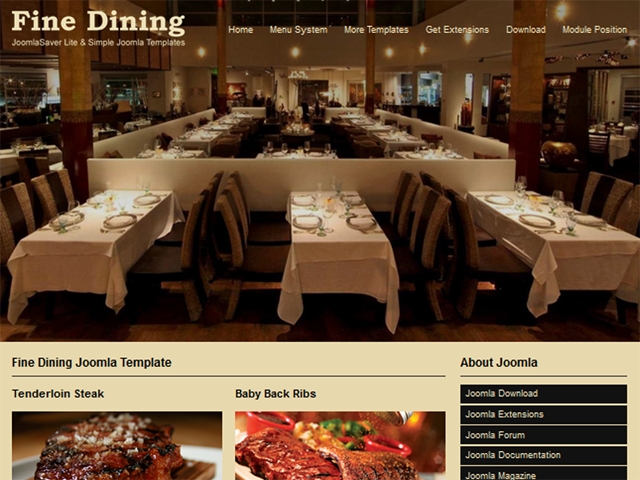 Fine Dining
JoomlaSaver Lite & Simple Joomla Templates
Home Menu System More Templates Get Extensions Download Module Position
Fine Dining Joomla Template
Tenderloin Steak
Baby Back Ribs
About Joomla
Joomla Download
Joomla Extensions
Joomla Forum
Joomla Documentation
Joomla Magazine